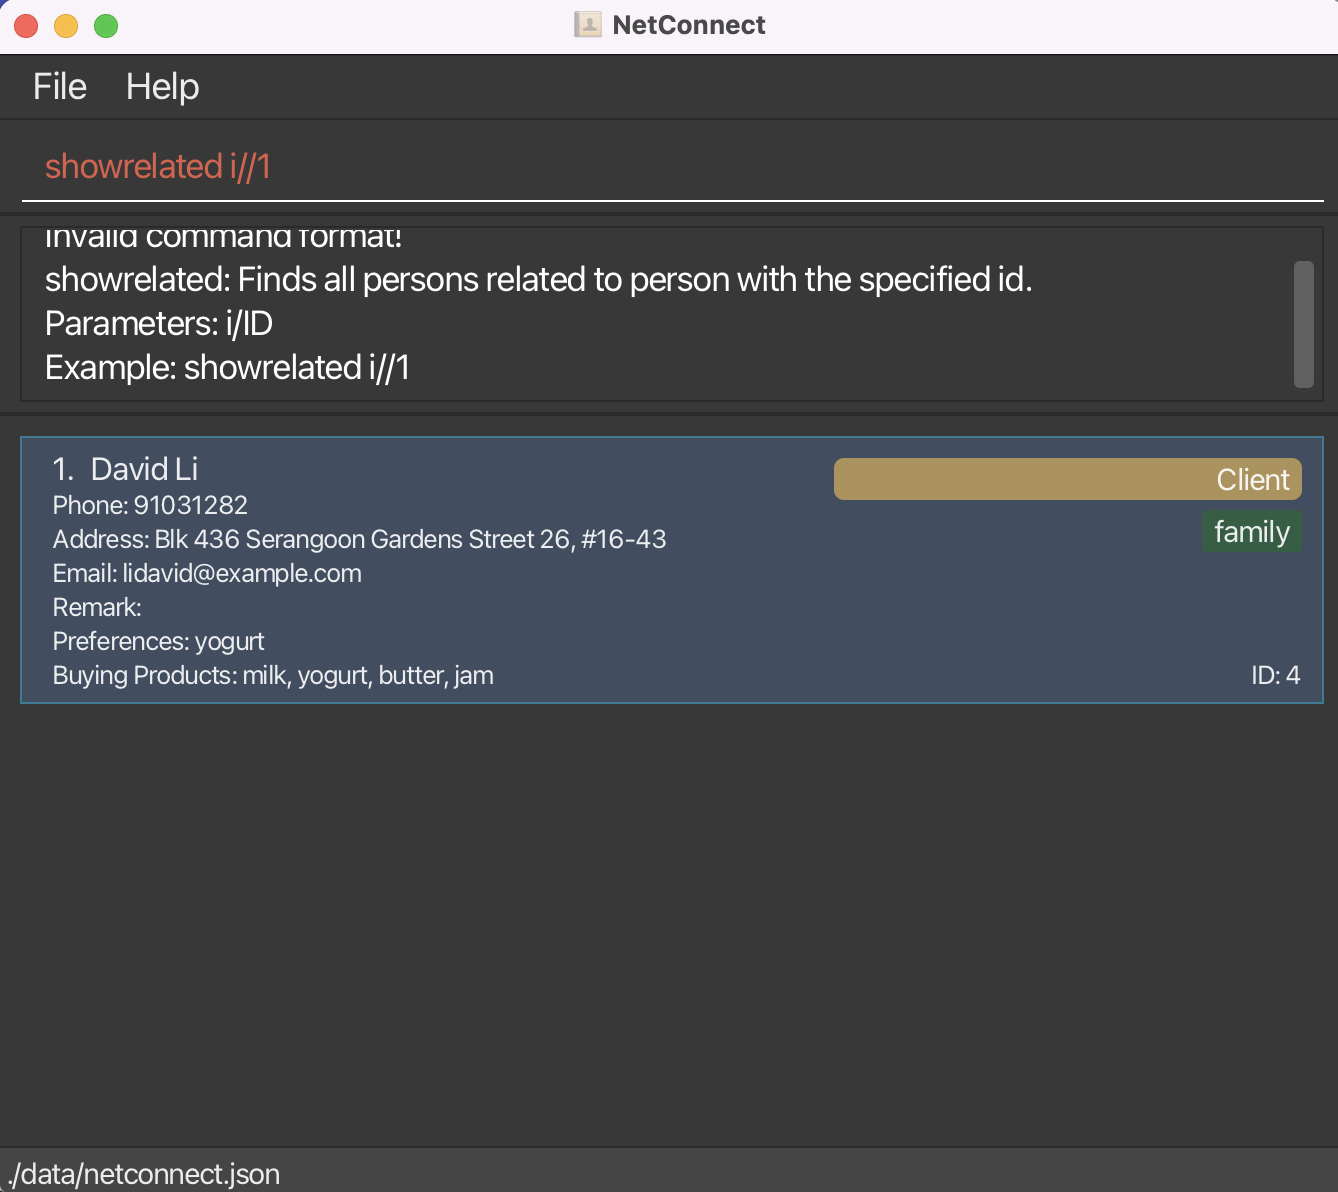 NetConnect
File Help
showrelated i//1
Invalid command format!
showrelated: Finds all persons related to person with the specified id.
Parameters: i/ID
Example: showrelated i//1
1. David Li
Client
Phone: 91031282
family
Address: Blk 436 Serangoon Gardens Street 26, #16-43
Email: lidavid@example.com
Remark:
Preferences: yogurt
Buying Products: milk, yogurt, butter, jam
ID: 4
./data/netconnect.json